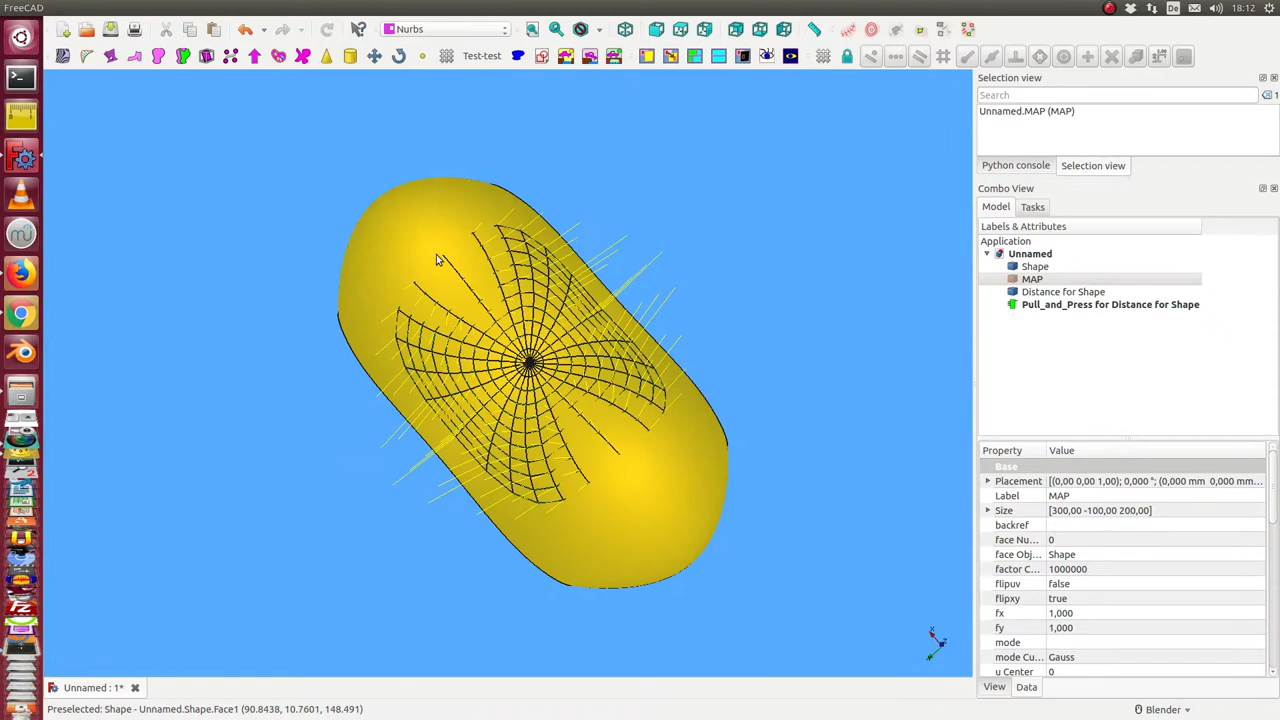 FreeCAD
De
18:12
Nurbs
Test-test
Selection view
Search
1
Unnamed.MAP (MAP)
Python console
Selection view
Combo View
Model
Tasks
Labels & Attributes
Application
Unnamed
Shape
MAP
Distance for Shape
Pull_and_Press for Distance for Shape
Property
Value
Base
Placement
[(0,00 0,00 1,00); 0,000 °; (0,000 mm 0,000 mm...
Label
MAP
Size
[300,00 -100,00 200,00]
backref
face Nu...
0
face Obj...
Shape
factor C...
1000000
flipuv
false
flipxy
true
fx
1,000
fy
1,000
mode
mode Cu...
Gauss
u Center
0
View
Data
Unnamed : 1*
Preselected: Shape - Unnamed.Shape.Face1 (90.8438, 10.7601, 148.491)
Blender